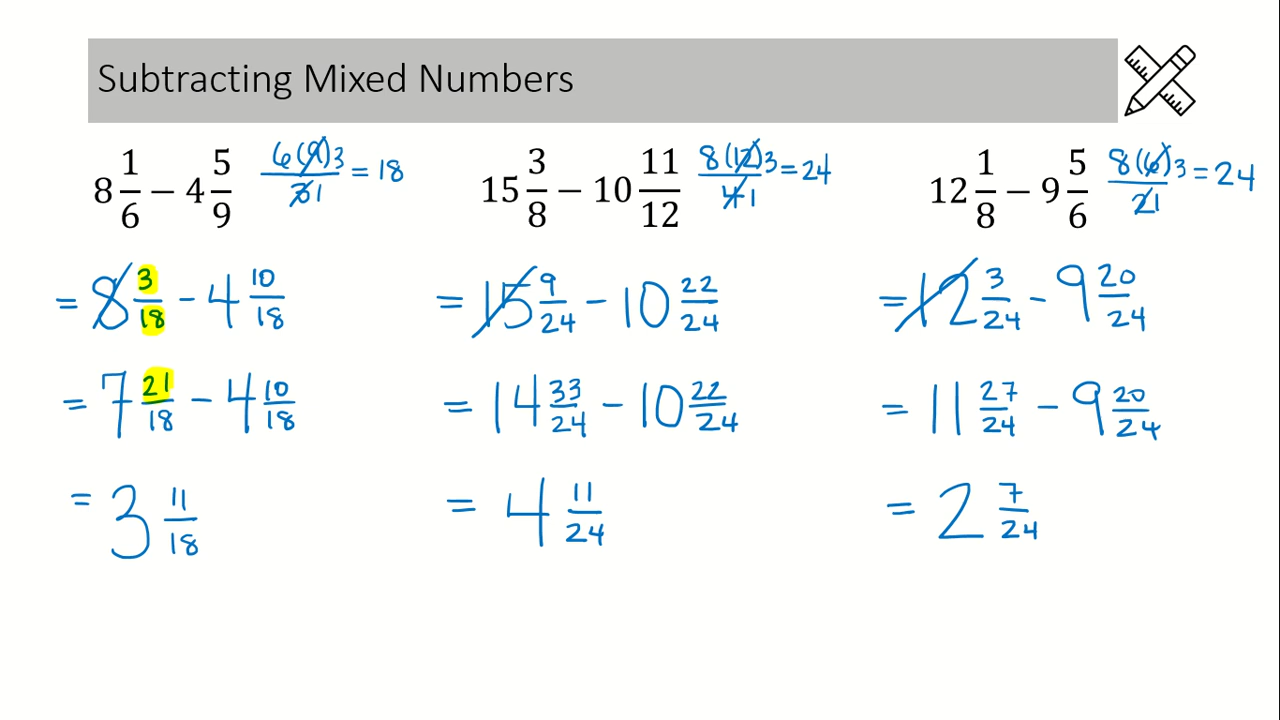 Subtracting Mixed Numbers
8 1/6 − 4 5/9
6(9)3/31 = 18
= 8 3/18 − 4 10/18
= 7 21/18 − 4 10/18
= 3 11/18
15 3/8 − 10 11/12
8(12)3/41 = 24
= 15 9/24 − 10 22/24
= 14 33/24 − 10 22/24
= 4 11/24
12 1/8 − 9 5/6
8(6)3/21 = 24
= 12 3/24 − 9 20/24
= 11 27/24 − 9 20/24
= 2 7/24